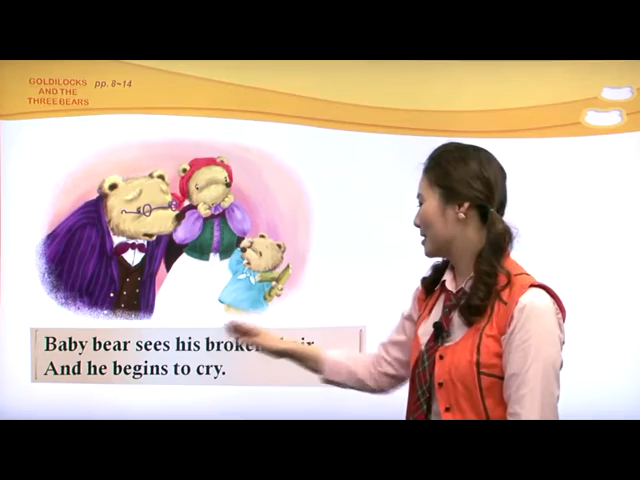 GOLDILOCKS
AND THE
THREE BEARS
pp. 8~14
Baby bear sees his
And he begins to cry.